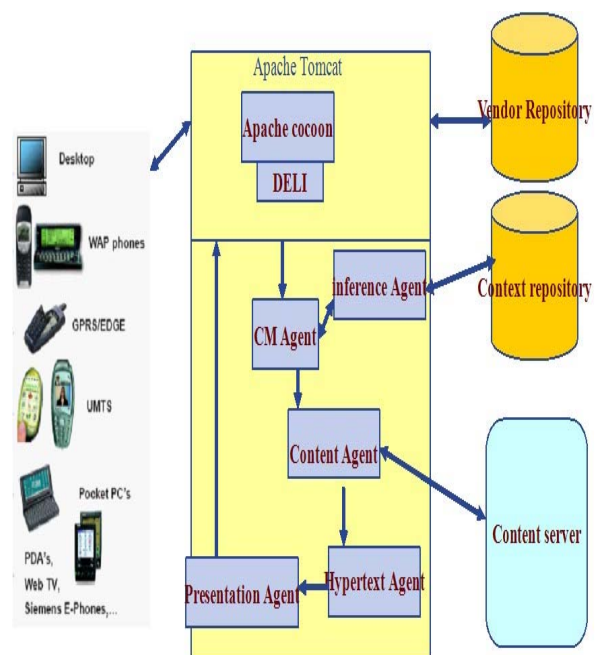 Desktop
WAP phones
GPRS/EDGE
UMTS
Pocket PC's
PDA's,
Web TV,
Siemens E-Phones,...
Apache Tomcat
Apache cocoon
DELI
inference Agent
CM Agent
Content Agent
Hypertext Agent
Presentation Agent
Vendor Repository
Context repository
Content server